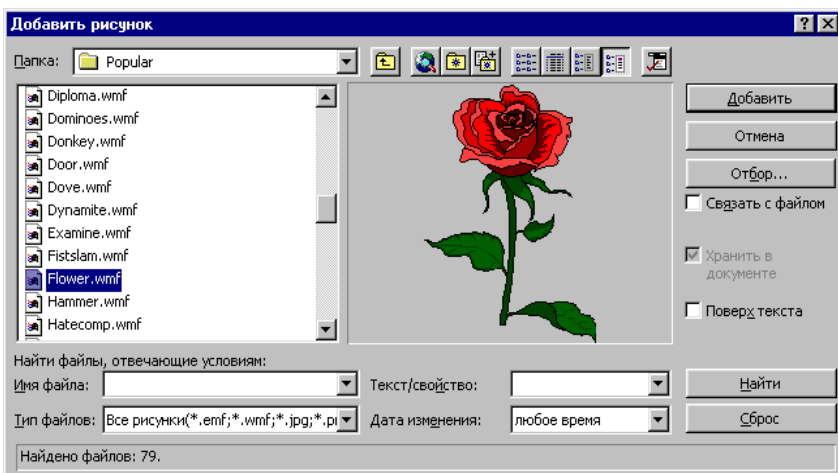 Добавить рисунок
Папка: Popular
Diploma.wmf
Dominoes.wmf
Donkey.wmf
Door.wmf
Dove.wmf
Dynamite.wmf
Examine.wmf
Fistslam.wmf
Flower.wmf
Hammer.wmf
Hatecomp.wmf
Добавить
Отмена
Отбор...
Связать с файлом
Хранить в
документе
Поверх текста
Найти файлы, отвечающие условиям:
Имя файла: Текст/свойство: Найти
Тип файлов: Все рисунки(*.emf;*.wmf;*.jpg;*.pr Дата изменения: любое время Сброс
Найдено файлов: 79.